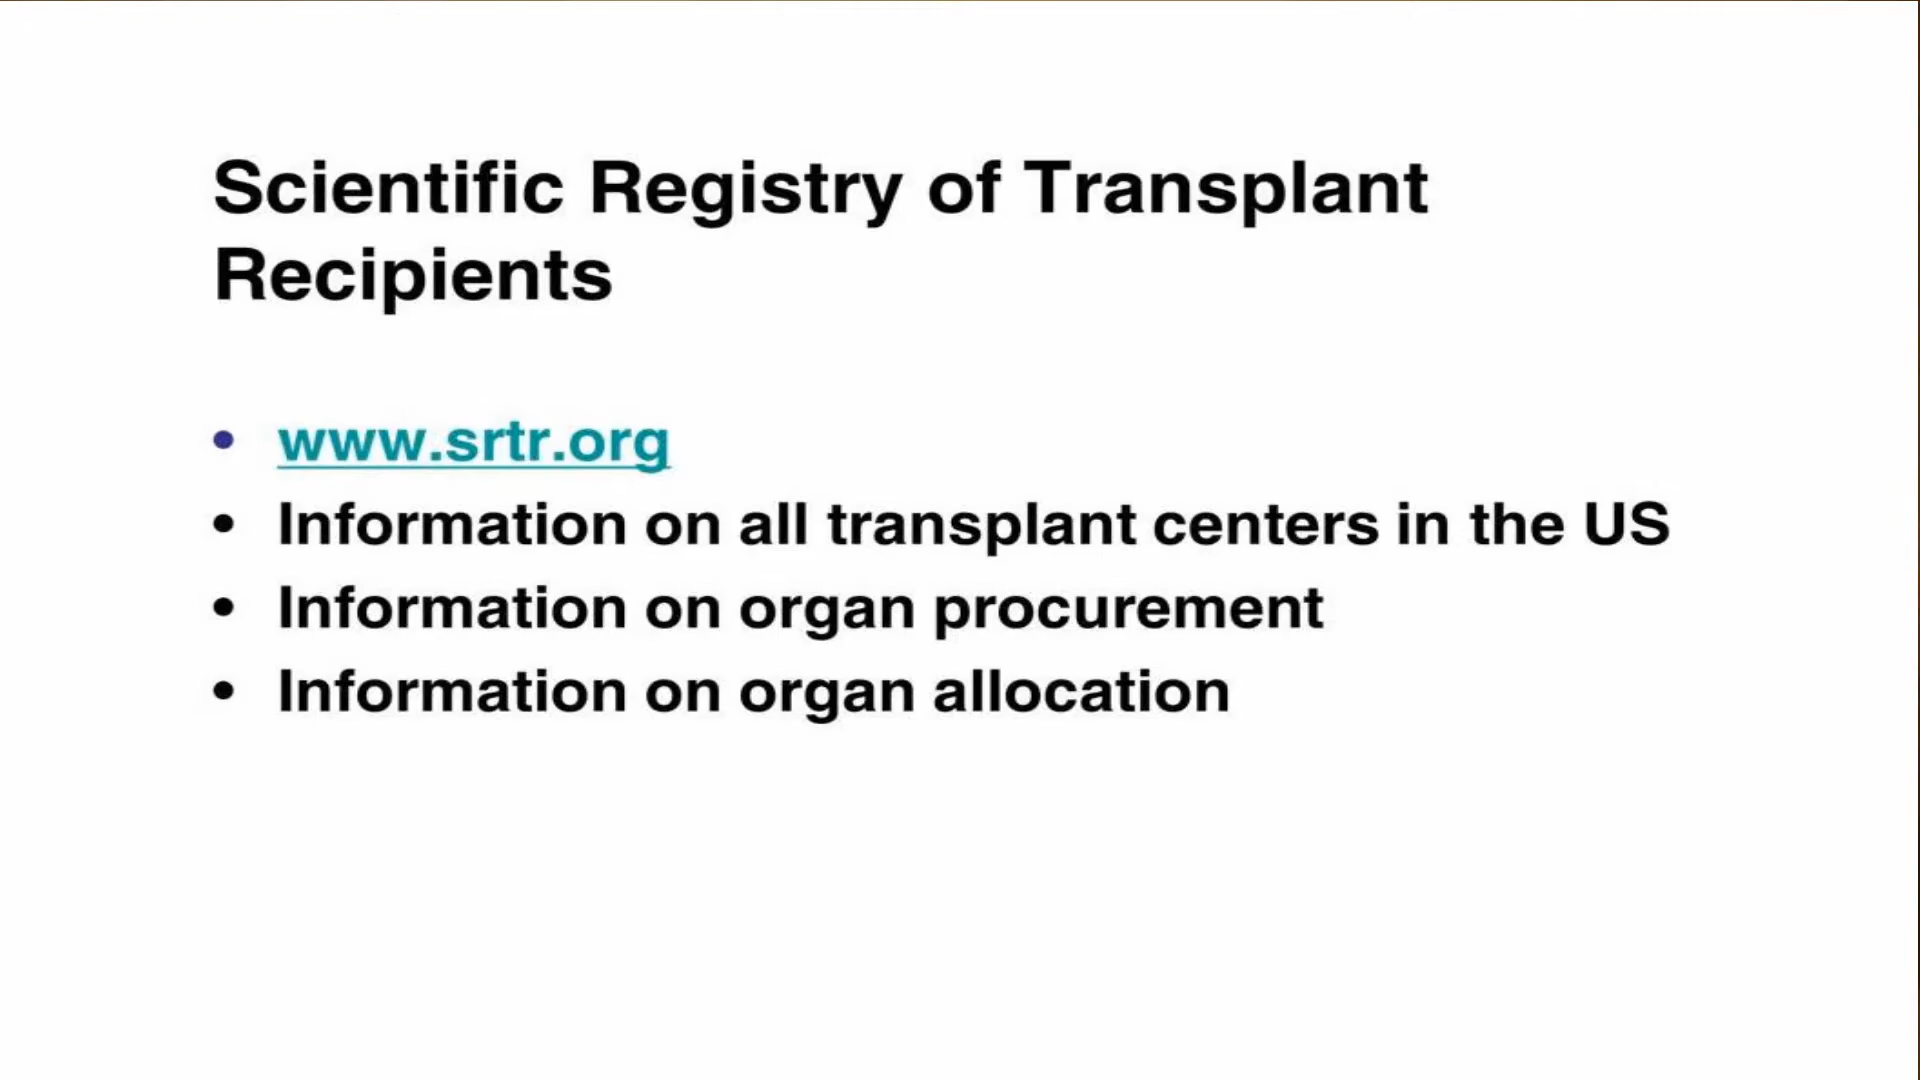 Scientific Registry of Transplant
Recipients
• www.srtr.org
• Information on all transplant centers in the US
• Information on organ procurement
• Information on organ allocation